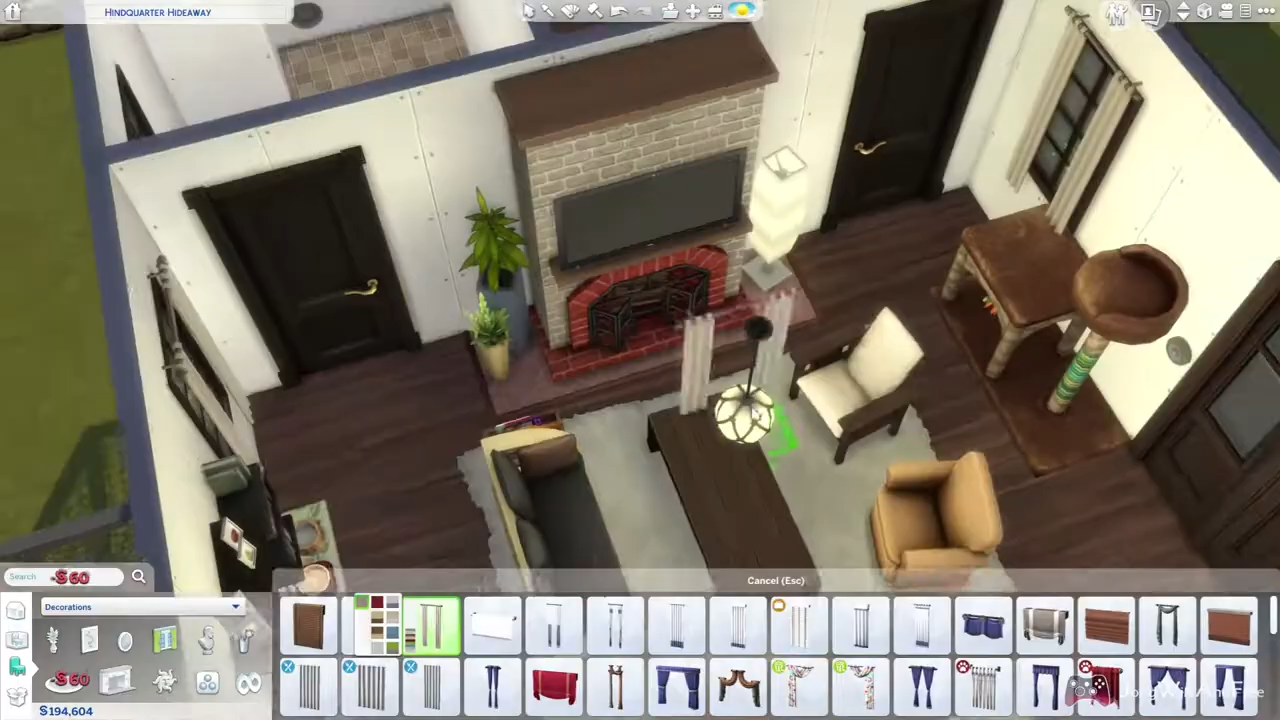 HINDQUARTER HIDEAWAY
Cancel (Esc)
Search
-§60
Decorations
-§60
§194,604